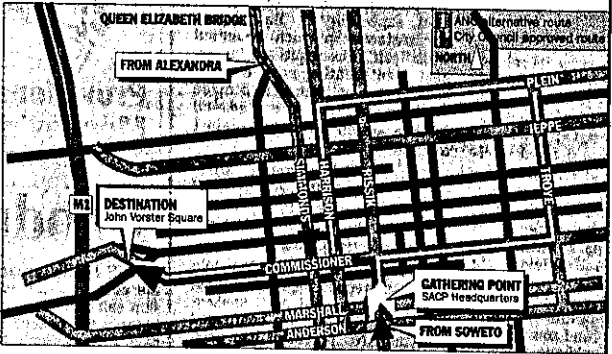 QUEEN ELIZABETH BRIDGE
ANC alternative route
City Council approved route
NORTH
FROM ALEXANDRA
PLEIN
JEPPE
SIMMONDS
HARRISON
RISSIK
TROYE
M1
DESTINATION
John Vorster Square
COMMISSIONER
GATHERING POINT
SACP Headquarters
MARSHALL
ANDERSON
FROM SOWETO